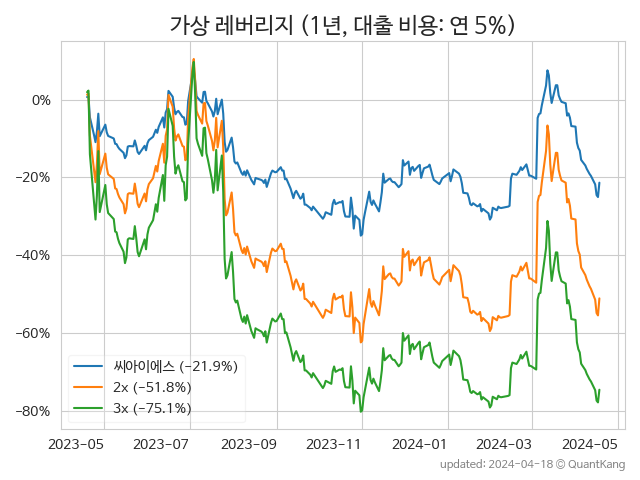 가상 레버리지 (1년, 대출 비용: 연 5%)
0%
−20%
−40%
−60%
−80%
씨아이에스 (−21.9%)
2x (−51.8%)
3x (−75.1%)
2023-05 2023-07 2023-09 2023-11 2024-01 2024-03 2024-05
updated: 2024-04-18 © QuantKang